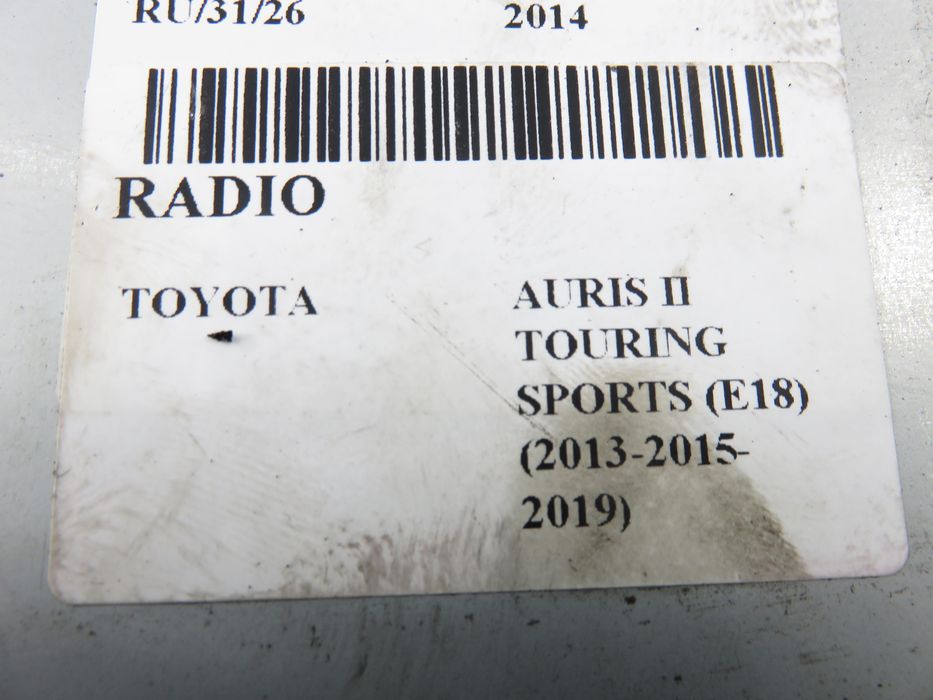 RU/31/26 2014
RADIO
TOYOTA AURIS II
TOURING
SPORTS (E18)
(2013-2015-
2019)